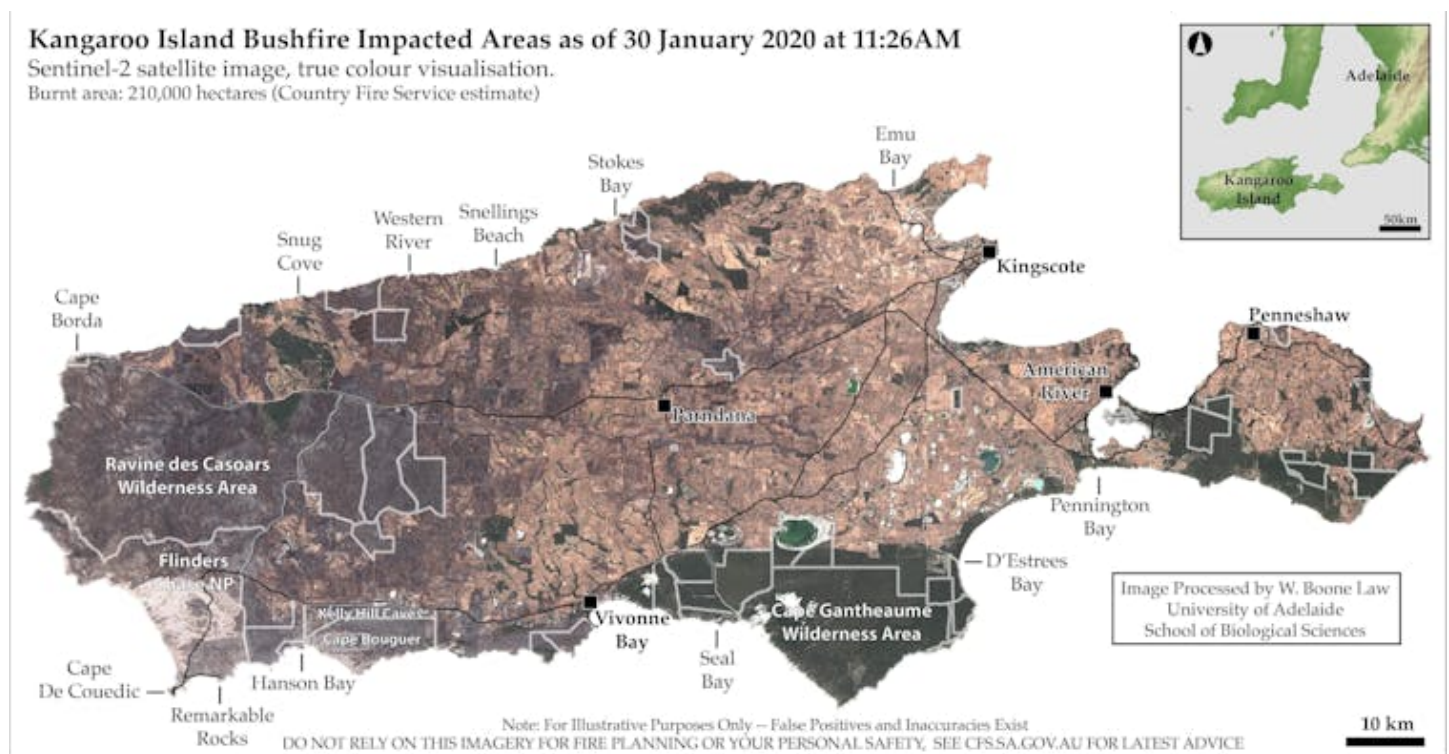 Kangaroo Island Bushfire Impacted Areas as of 30 January 2020 at 11:26AM
Sentinel-2 satellite image, true colour visualisation.
Burnt area: 210,000 hectares (Country Fire Service estimate)
Adelaide
Kangaroo
Island
50km
Emu
Bay
Stokes
Bay
Snellings
Beach
Western
River
Snug
Cove
Cape
Borda
Kingscote
Penneshaw
American
River
Parndana
Ravine des Casoars
Wilderness Area
Pennington
Bay
Flinders
Chase NP
D'Estrees
Bay
Kelly Hill Caves
Cape Bouguer
Vivonne
Bay
Cape Gantheaume
Wilderness Area
Seal
Bay
Hanson Bay
Cape
De Couedic
Remarkable
Rocks
Image Processed by W. Boone Law
University of Adelaide
School of Biological Sciences
10 km
Note: For Illustrative Purposes Only -- False Positives and Inaccuracies Exist
DO NOT RELY ON THIS IMAGERY FOR FIRE PLANNING OR YOUR PERSONAL SAFETY, SEE CFS.SA.GOV.AU FOR LATEST ADVICE